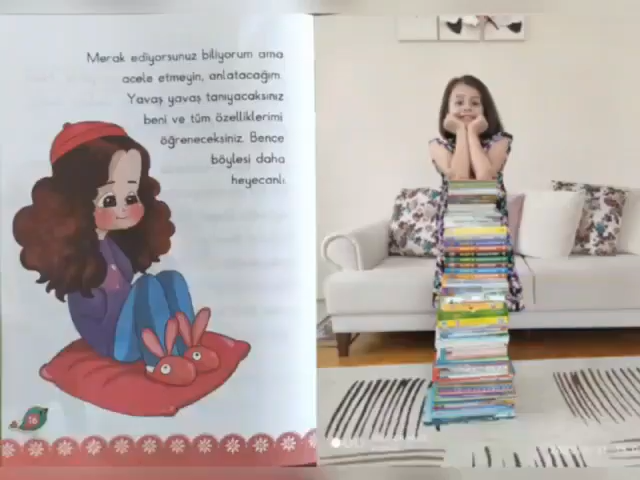 Merak ediyorsunuz biliyorum ama
acele etmeyin, anlatacağım.
Yavaş yavaş tanıyacaksınız
beni ve tüm özelliklerimi
öğreneceksiniz. Bence
böylesi daha
heyecanlı.
16